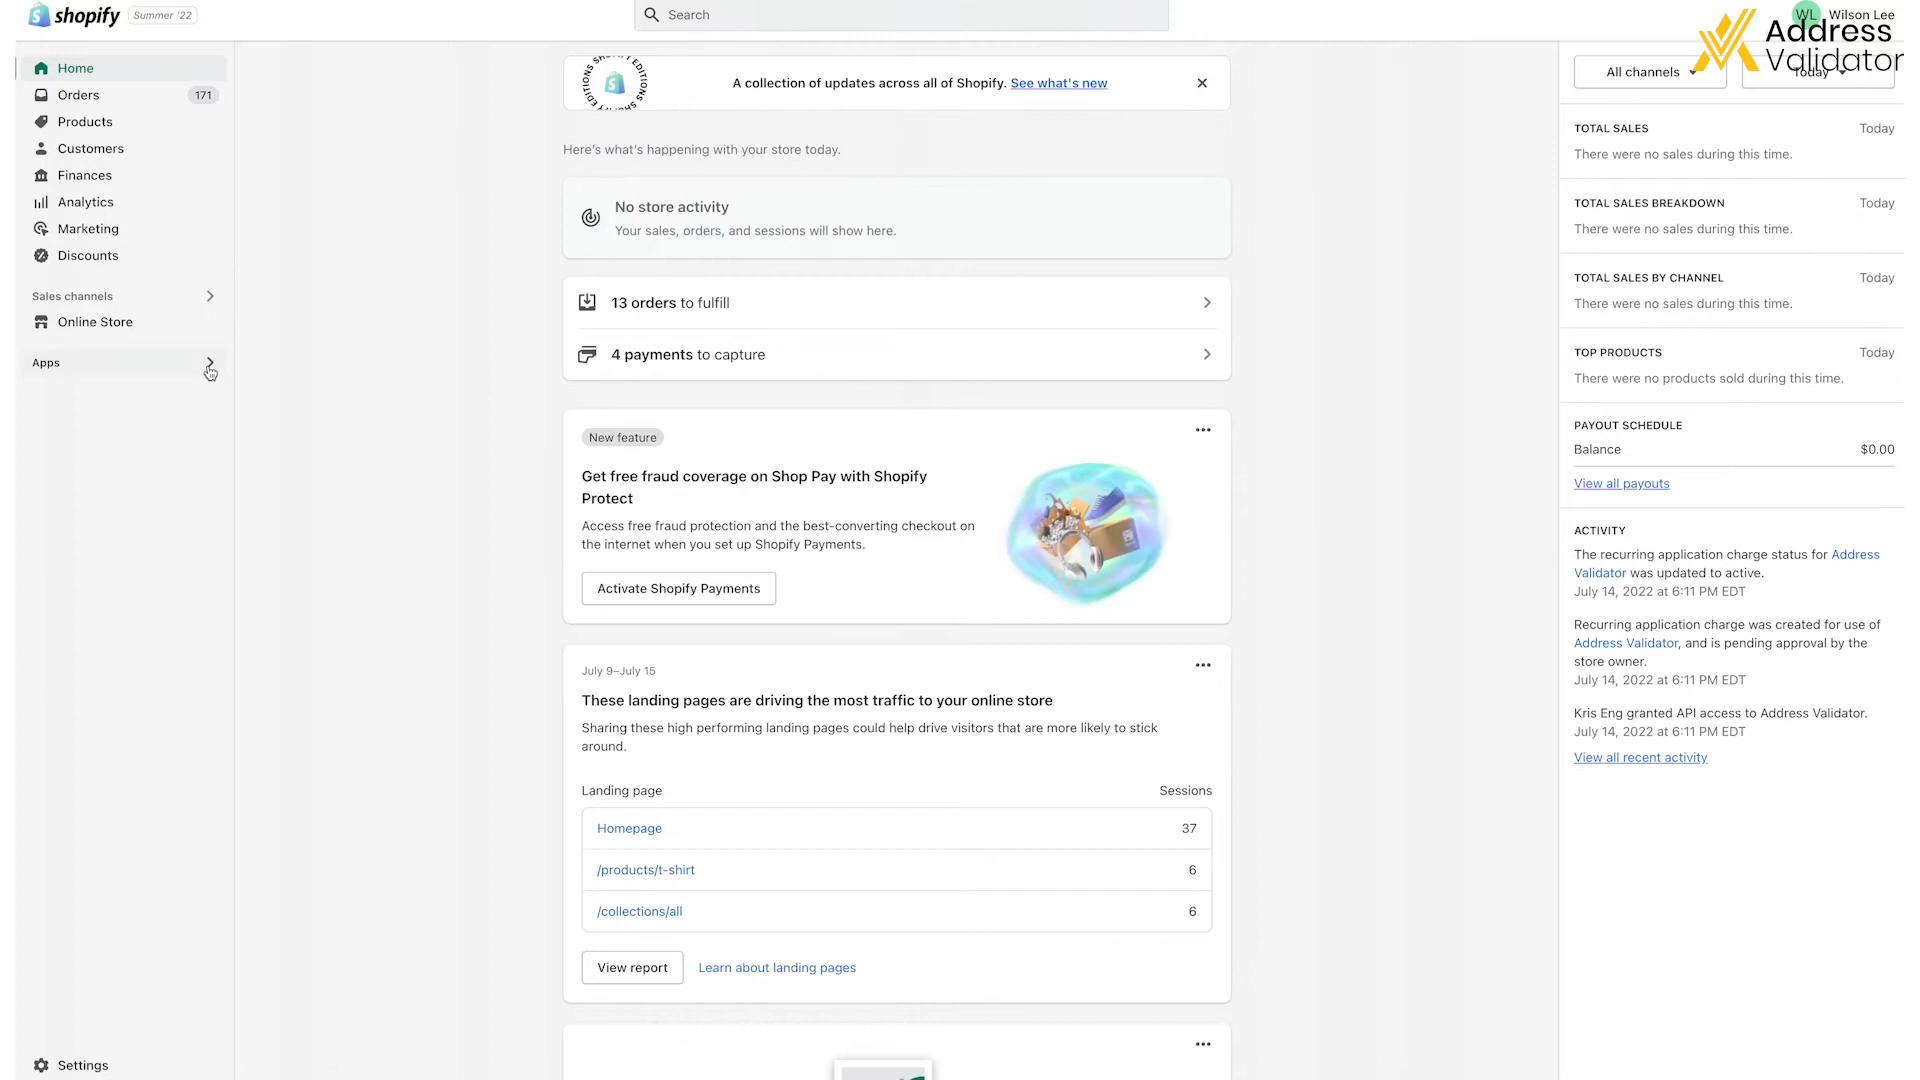 shopify
Summer '22
Search
WL
Wilson Lee
Address
Validator
Home
Orders
171
Products
Customers
Finances
Analytics
Marketing
Discounts
Sales channels
Online Store
Apps
Settings
SHOPIFY EDITIONS
A collection of updates across all of Shopify. See what's new
Here's what's happening with your store today.
No store activity
Your sales, orders, and sessions will show here.
13 orders to fulfill
4 payments to capture
New feature
Get free fraud coverage on Shop Pay with Shopify
Protect
Access free fraud protection and the best-converting checkout on
the internet when you set up Shopify Payments.
Activate Shopify Payments
July 9–July 15
These landing pages are driving the most traffic to your online store
Sharing these high performing landing pages could help drive visitors that are more likely to stick
around.
Landing page Sessions
Homepage 37
/products/t-shirt 6
/collections/all 6
View report
Learn about landing pages
All channels
Today
TOTAL SALES Today
There were no sales during this time.
TOTAL SALES BREAKDOWN Today
There were no sales during this time.
TOTAL SALES BY CHANNEL Today
There were no sales during this time.
TOP PRODUCTS Today
There were no products sold during this time.
PAYOUT SCHEDULE
Balance $0.00
View all payouts
ACTIVITY
The recurring application charge status for Address
Validator was updated to active.
July 14, 2022 at 6:11 PM EDT
Recurring application charge was created for use of
Address Validator, and is pending approval by the
store owner.
July 14, 2022 at 6:11 PM EDT
Kris Eng granted API access to Address Validator.
July 14, 2022 at 6:11 PM EDT
View all recent activity